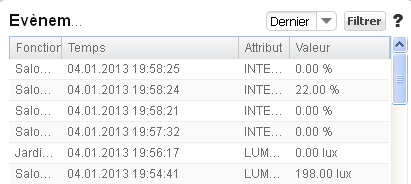 Evènem... Dernier Filtrer ?
Fonction Temps Attribut Valeur
Salo... 04.01.2013 19:58:25 INTE... 0.00 %
Salo... 04.01.2013 19:58:24 INTE... 22.00 %
Salo... 04.01.2013 19:58:21 INTE... 0.00 %
Salo... 04.01.2013 19:57:32 INTE... 0.00 %
Jardi... 04.01.2013 19:56:17 LUM... 0.00 lux
Salo... 04.01.2013 19:54:41 LUM... 198.00 lux